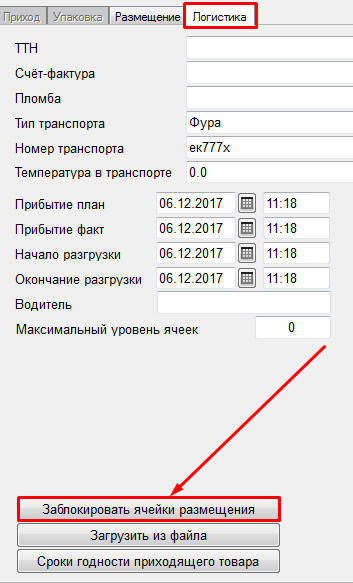 Приход Упаковка Размещение Логистика
ТТН
Счёт-фактура
Пломба
Тип транспорта Фура
Номер транспорта ек777х
Температура в транспорте 0.0
Прибытие план 06.12.2017 11:18
Прибытие факт 06.12.2017 11:18
Начало разгрузки 06.12.2017 11:18
Окончание разгрузки 06.12.2017 11:18
Водитель
Максимальный уровень ячеек 0
Заблокировать ячейки размещения
Загрузить из файла
Сроки годности приходящего товара